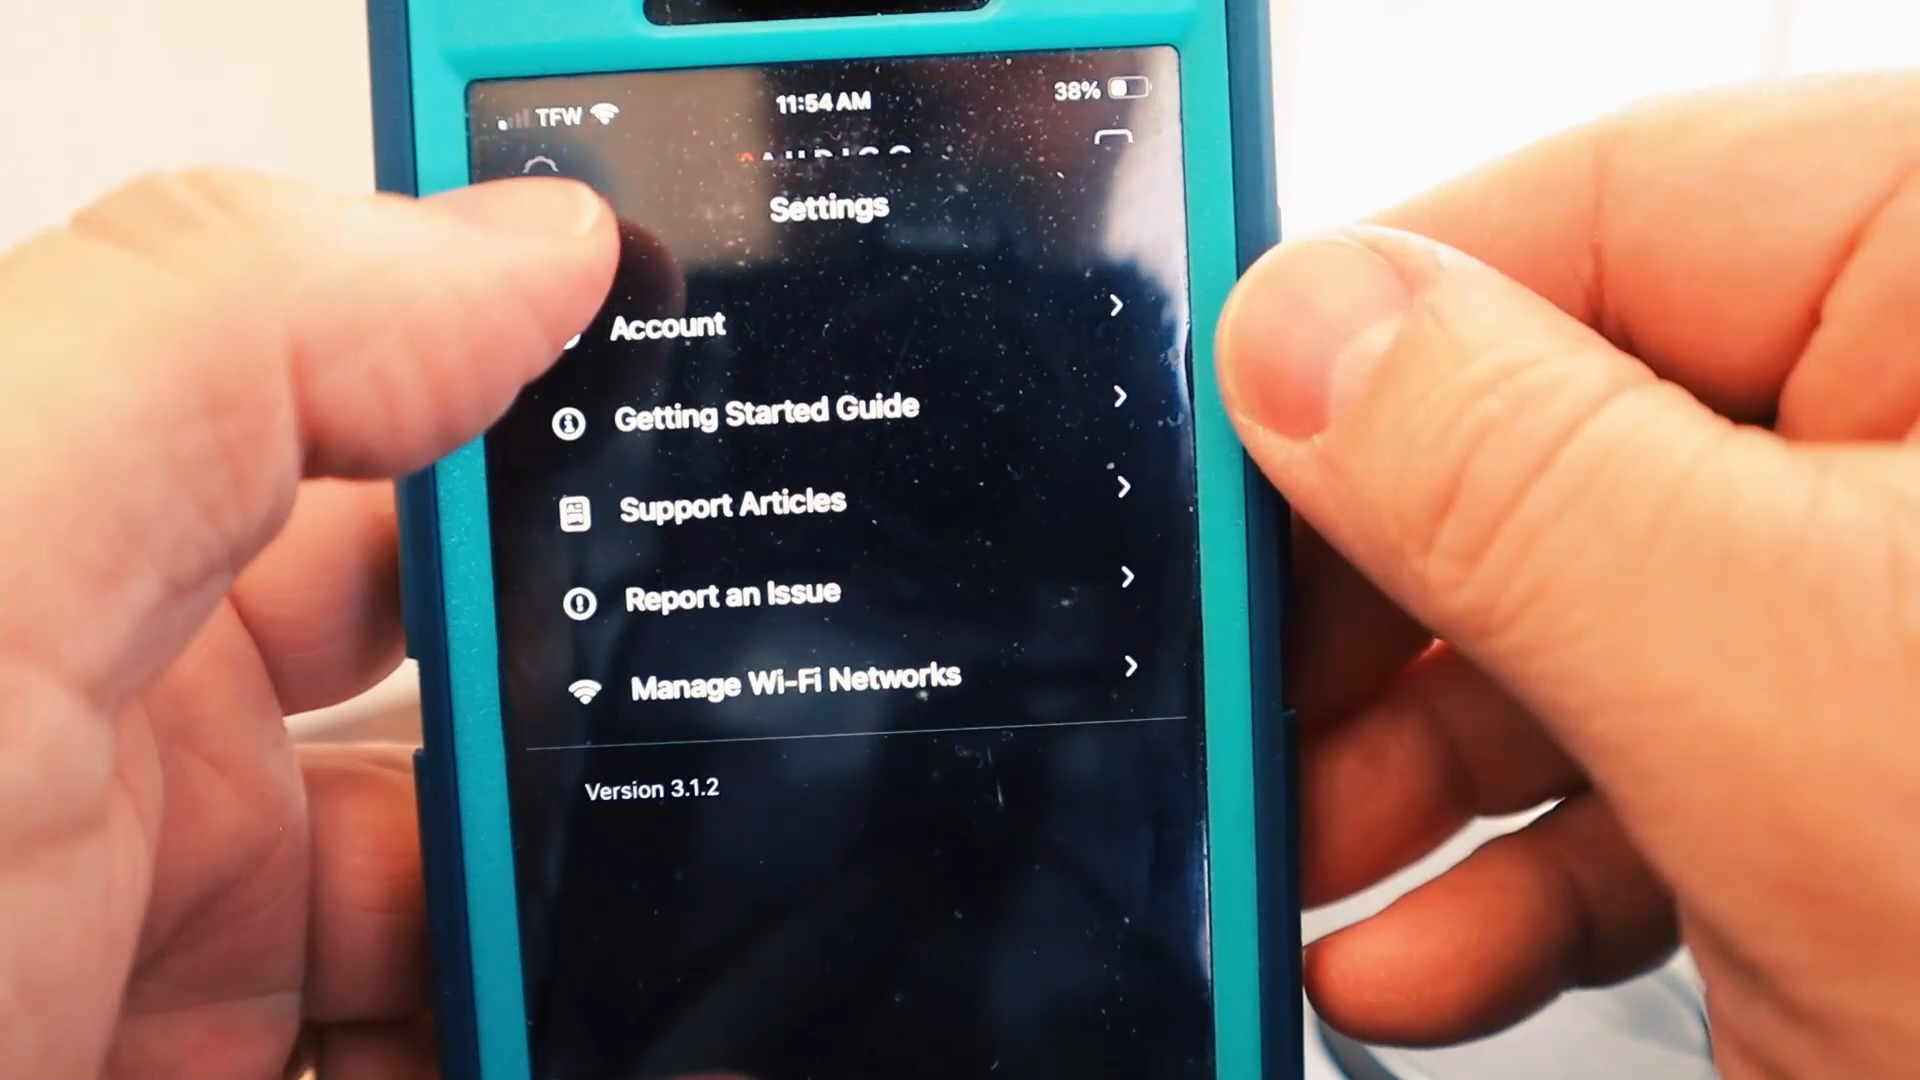 TFW 11:54 AM 38%
Settings
Account
Getting Started Guide
Support Articles
Report an Issue
Manage Wi-Fi Networks
Version 3.1.2